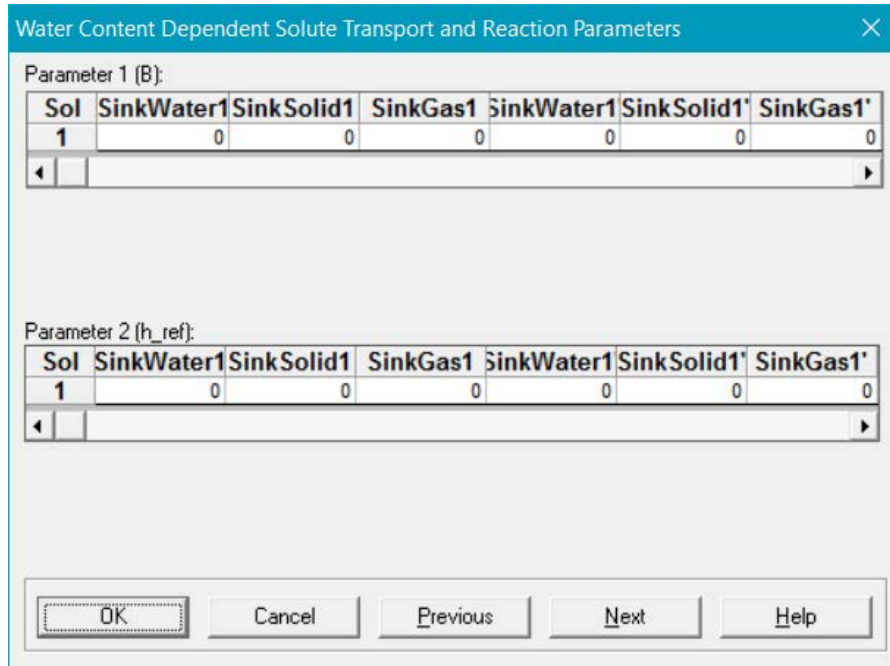 Water Content Dependent Solute Transport and Reaction Parameters
Parameter 1 (B):
Sol SinkWater1 SinkSolid1 SinkGas1 SinkWater1' SinkSolid1' SinkGas1'
1 0 0 0 0 0 0
Parameter 2 (h_ref):
Sol SinkWater1 SinkSolid1 SinkGas1 SinkWater1' SinkSolid1' SinkGas1'
1 0 0 0 0 0 0
OK Cancel Previous Next Help